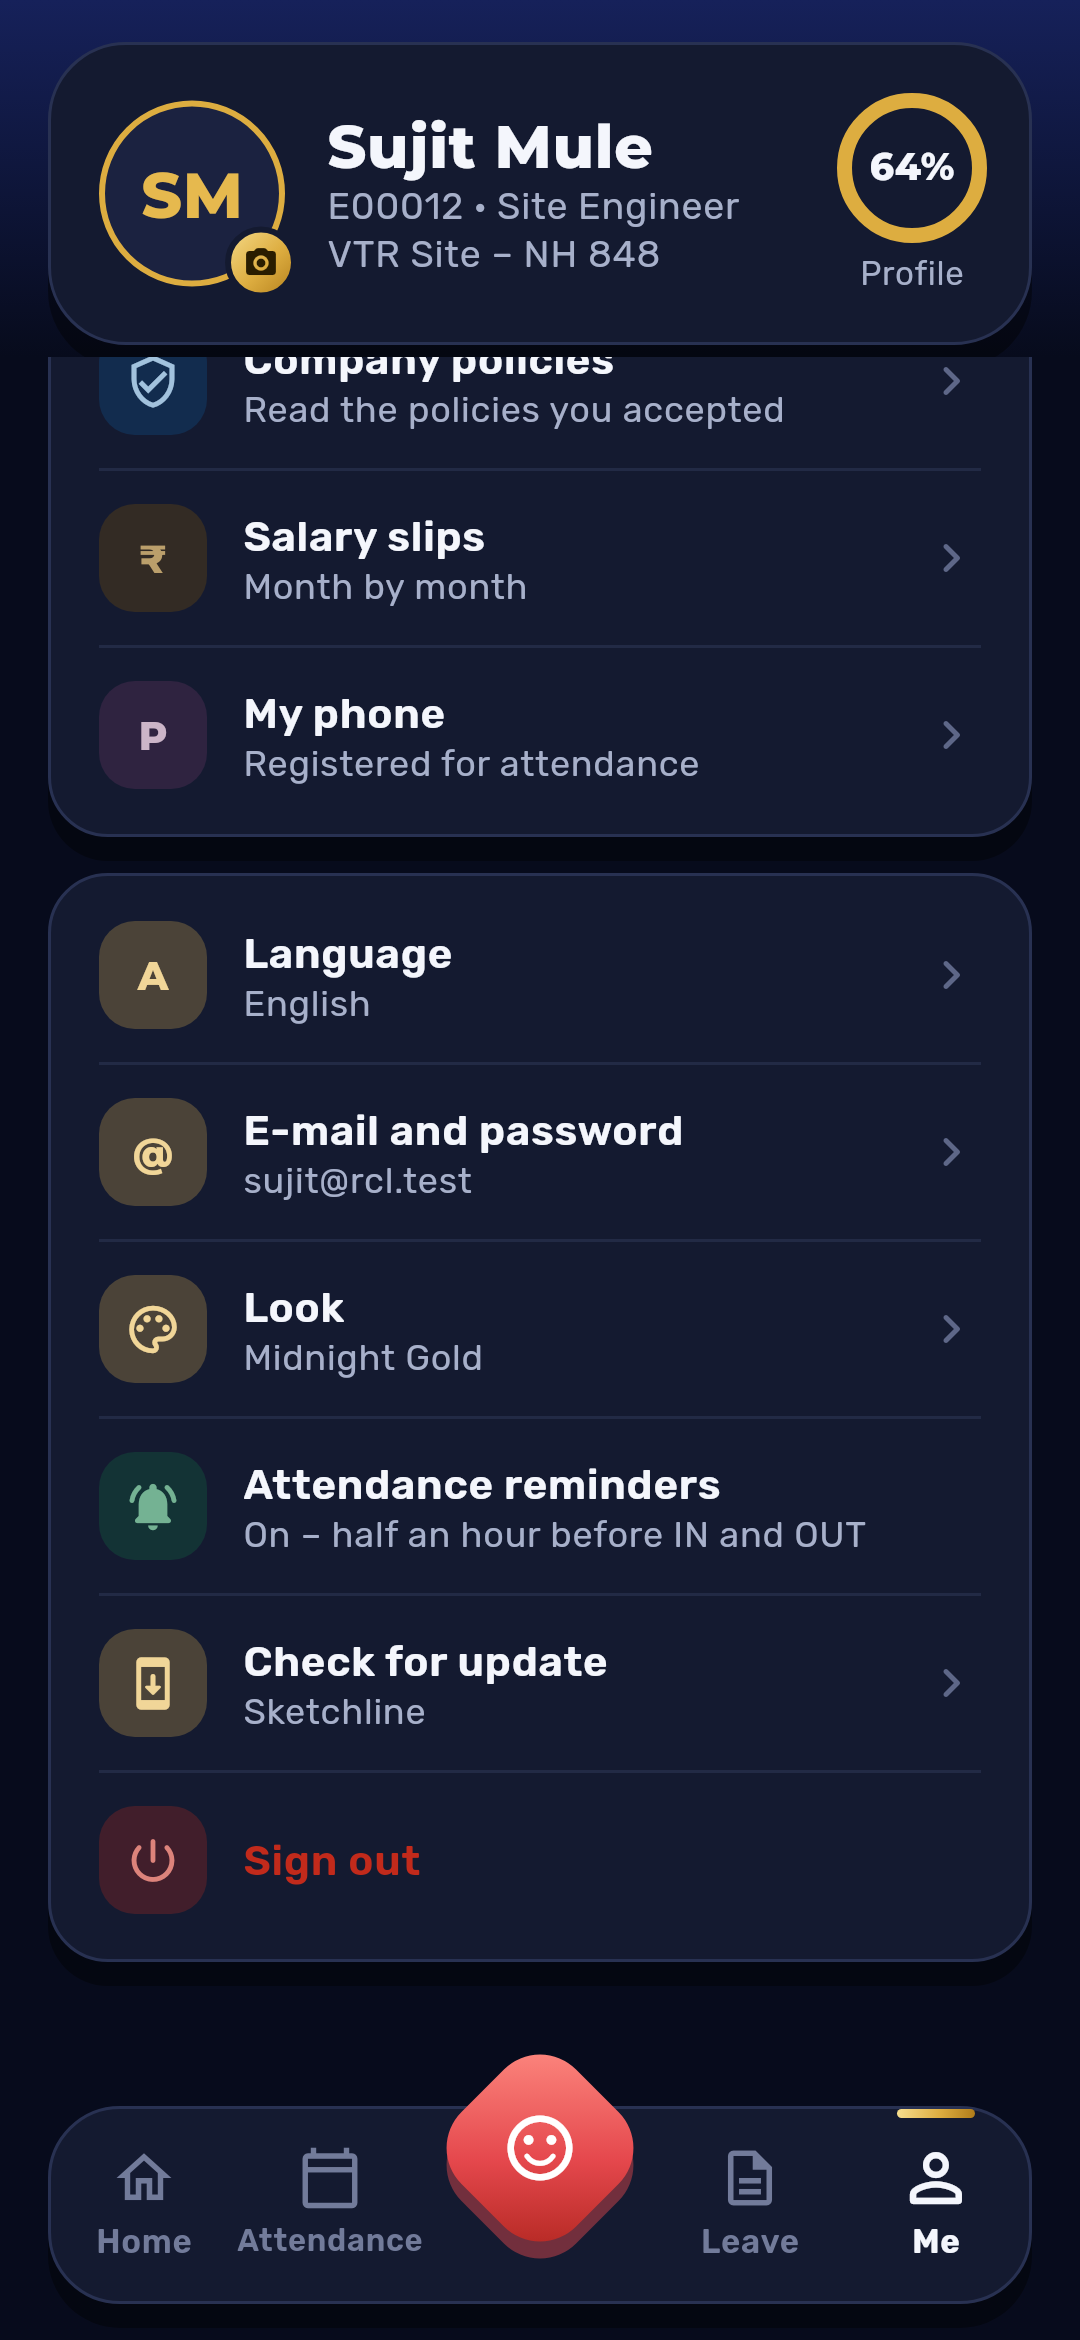 SM
Sujit Mule
E00012 • Site Engineer
VTR Site – NH 848
64%
Profile
Company policies
Read the policies you accepted
₹
Salary slips
Month by month
P
My phone
Registered for attendance
A
Language
English
@
E-mail and password
sujit@rcl.test
Look
Midnight Gold
Attendance reminders
On – half an hour before IN and OUT
Check for update
Sketchline
Sign out
Home
Attendance
Leave
Me